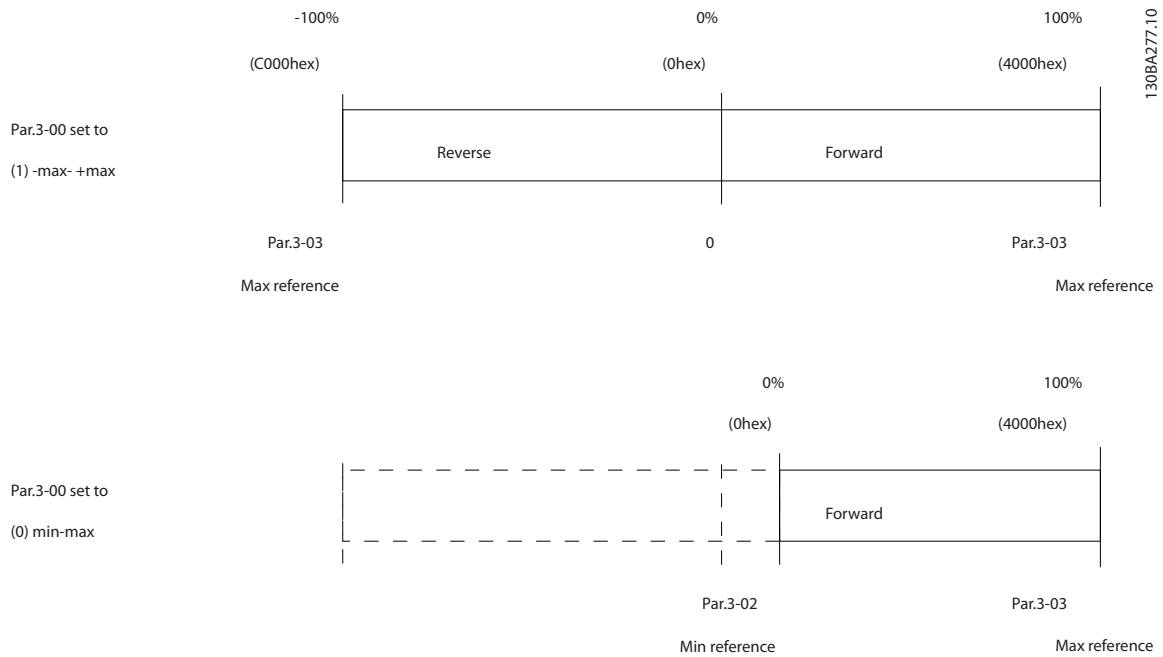 -100% 0% 100%
(C000hex) (0hex) (4000hex)
130BA277.10
Par.3-00 set to
(1) -max- +max
Reverse Forward
Par.3-03 0 Par.3-03
Max reference Max reference
0% 100%
(0hex) (4000hex)
Par.3-00 set to
(0) min-max
Forward
Par.3-02 Par.3-03
Min reference Max reference